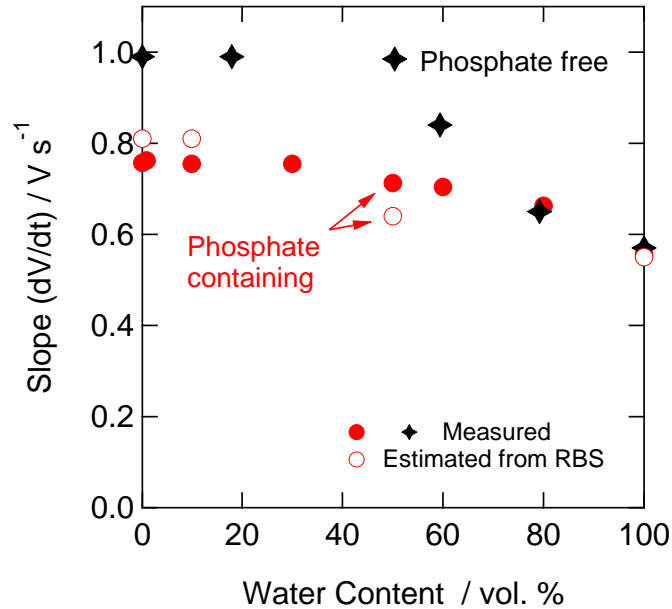 1.0
0.8
0.6
0.4
0.2
0.0
Slope (dV/dt) / V s⁻¹
Phosphate free
Phosphate
containing
Measured
Estimated from RBS
0 20 40 60 80 100
Water Content / vol. %